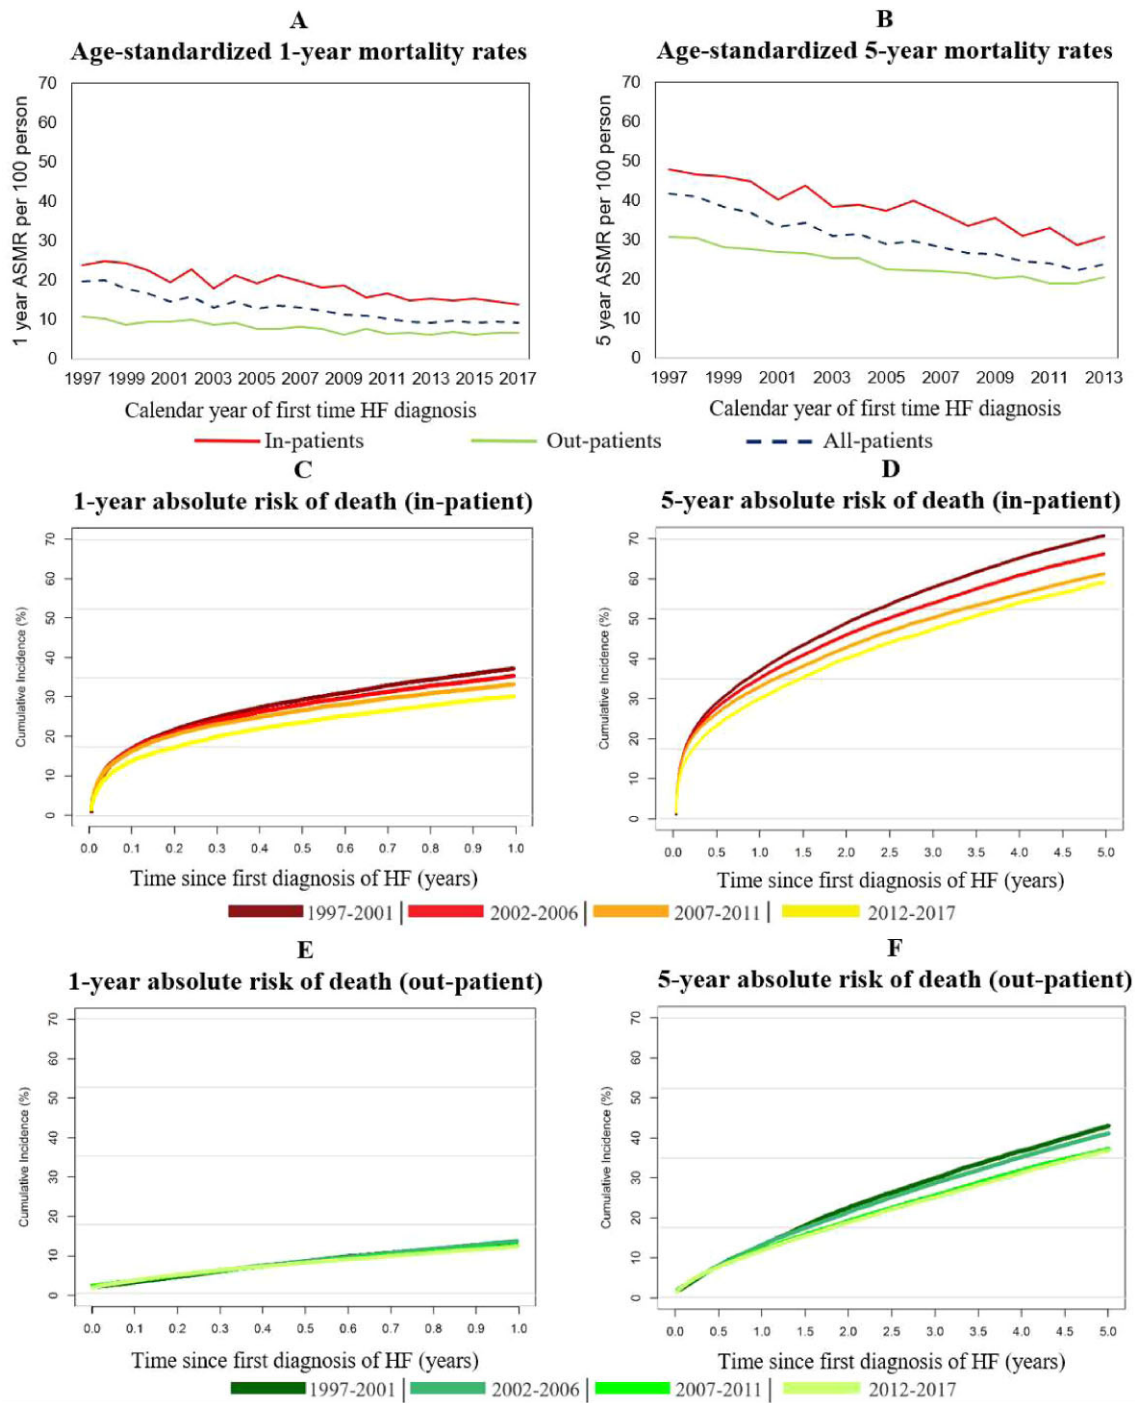 A
Age-standardized 1-year mortality rates
1 year ASMR per 100 person
70
60
50
40
30
20
10
0
1997 1999 2001 2003 2005 2007 2009 2011 2013 2015 2017
Calendar year of first time HF diagnosis
B
Age-standardized 5-year mortality rates
5 year ASMR per 100 person
70
60
50
40
30
20
10
0
1997 1999 2001 2003 2005 2007 2009 2011 2013
Calendar year of first time HF diagnosis
In-patients Out-patients All-patients
C
1-year absolute risk of death (in-patient)
Cumulative Incidence (%)
70
60
50
40
30
20
10
0
0.0 0.1 0.2 0.3 0.4 0.5 0.6 0.7 0.8 0.9 1.0
Time since first diagnosis of HF (years)
D
5-year absolute risk of death (in-patient)
Cumulative Incidence (%)
70
60
50
40
30
20
10
0
0.0 0.5 1.0 1.5 2.0 2.5 3.0 3.5 4.0 4.5 5.0
Time since first diagnosis of HF (years)
1997-2001 | 2002-2006 | 2007-2011 | 2012-2017
E
1-year absolute risk of death (out-patient)
Cumulative Incidence (%)
70
60
50
40
30
20
10
0
0.0 0.1 0.2 0.3 0.4 0.5 0.6 0.7 0.8 0.9 1.0
Time since first diagnosis of HF (years)
F
5-year absolute risk of death (out-patient)
Cumulative Incidence (%)
70
60
50
40
30
20
10
0
0.0 0.5 1.0 1.5 2.0 2.5 3.0 3.5 4.0 4.5 5.0
Time since first diagnosis of HF (years)
1997-2001 | 2002-2006 | 2007-2011 | 2012-2017